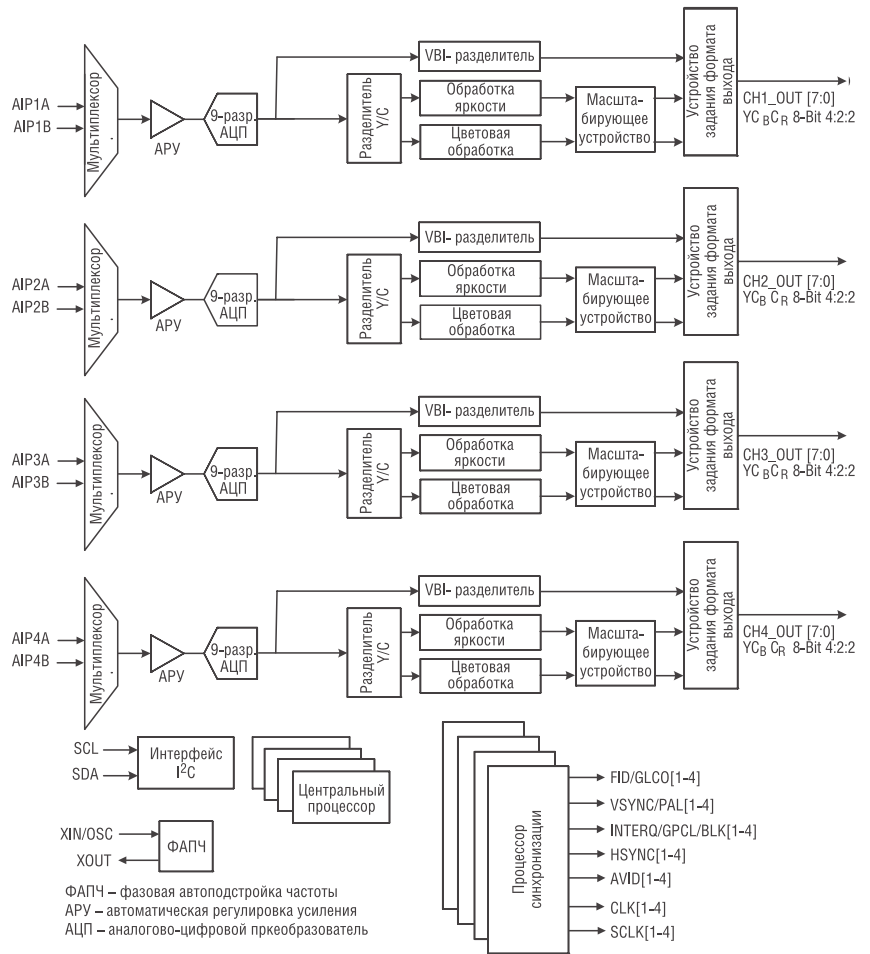 AIP1A
AIP1B
Мультиплексор
АРУ
9-разр.
АЦП
VBI- разделитель
Разделитель
Y/C
Обработка
яркости
Цветовая
обработка
Масшта-
бирующее
устройство
Устройство
задания формата
выхода
CH1_OUT [7:0]
YCBCR 8-Bit 4:2:2
AIP2A
AIP2B
Мультиплексор
АРУ
9-разр.
АЦП
VBI- разделитель
Разделитель
Y/C
Обработка
яркости
Цветовая
обработка
Масшта-
бирующее
устройство
Устройство
задания формата
выхода
CH2_OUT [7:0]
YCBCR 8-Bit 4:2:2
AIP3A
AIP3B
Мультиплексор
АРУ
9-разр.
АЦП
VBI- разделитель
Разделитель
Y/C
Обработка
яркости
Цветовая
обработка
Масшта-
бирующее
устройство
Устройство
задания формата
выхода
CH3_OUT [7:0]
YCBCR 8-Bit 4:2:2
AIP4A
AIP4B
Мультиплексор
АРУ
9-разр.
АЦП
VBI- разделитель
Разделитель
Y/C
Обработка
яркости
Цветовая
обработка
Масшта-
бирующее
устройство
Устройство
задания формата
выхода
CH4_OUT [7:0]
YCBCR 8-Bit 4:2:2
SCL
SDA
Интерфейс
I²C
Центральный
процессор
XIN/OSC
XOUT
ФАПЧ
Процессор
синхронизации
FID/GLCO[1-4]
VSYNC/PAL[1-4]
INTERQ/GPCL/BLK[1-4]
HSYNC[1-4]
AVID[1-4]
CLK[1-4]
SCLK[1-4]
ФАПЧ – фазовая автоподстройка частоты
АРУ – автоматическая регулировка усиления
АЦП – аналогово-цифровой пркеобразователь